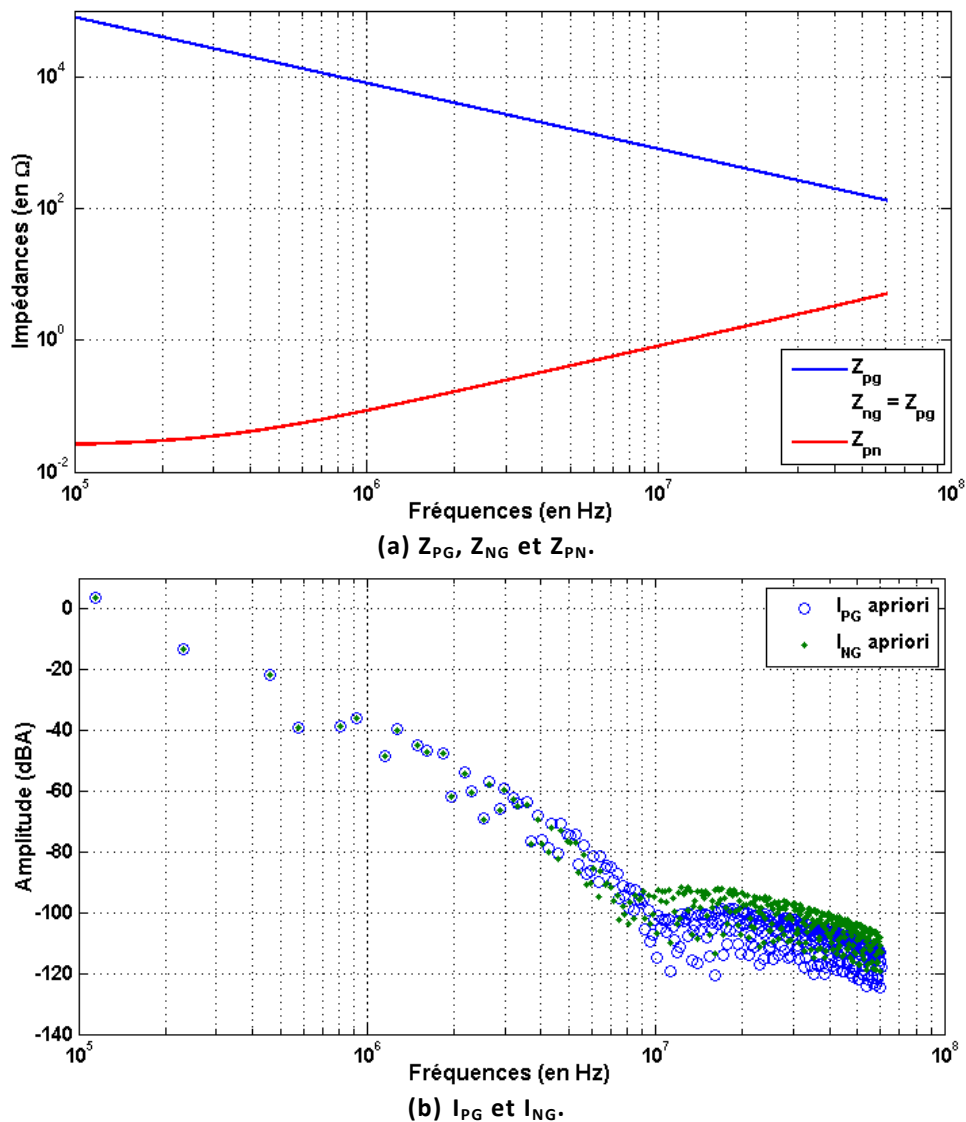 10^4
10^2
10^0
10^-2
Impédances (en Ω)
Z_pg
Z_ng = Z_pg
Z_pn
10^5
10^6
10^7
10^8
Fréquences (en Hz)
(a) Z_PG, Z_NG et Z_PN.
0
-20
-40
-60
-80
-100
-120
-140
Amplitude (dBA)
I_PG apriori
I_NG apriori
10^5
10^6
10^7
10^8
Fréquences (en Hz)
(b) I_PG et I_NG.